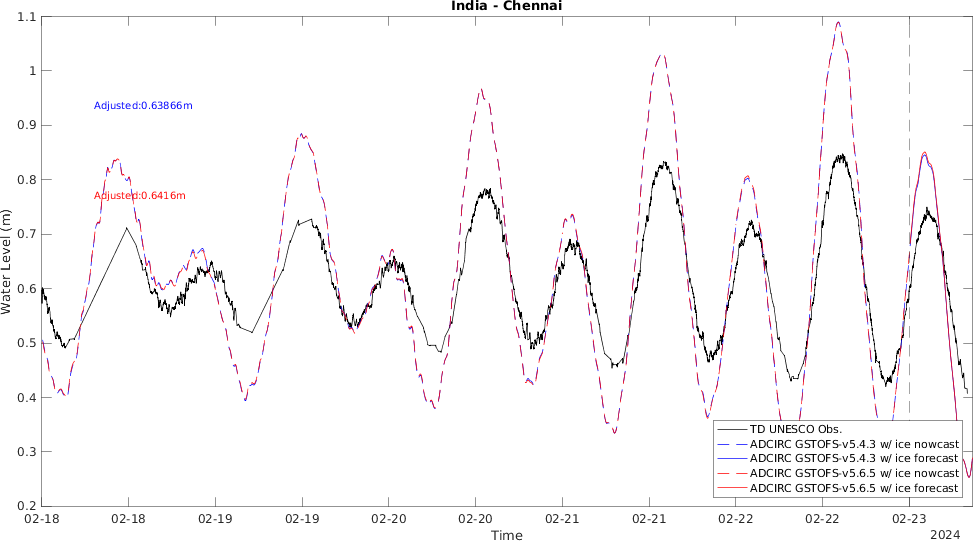 India - Chennai
1.1
1
0.9
0.8
0.7
0.6
0.5
0.4
0.3
0.2
Water Level (m)
Adjusted:0.63866m
Adjusted:0.6416m
TD UNESCO Obs.
ADCIRC GSTOFS-v5.4.3 w/ ice nowcast
ADCIRC GSTOFS-v5.4.3 w/ ice forecast
ADCIRC GSTOFS-v5.6.5 w/ ice nowcast
ADCIRC GSTOFS-v5.6.5 w/ ice forecast
02-18 02-18 02-19 02-19 02-20 02-20 02-21 02-21 02-22 02-22 02-23
Time
2024